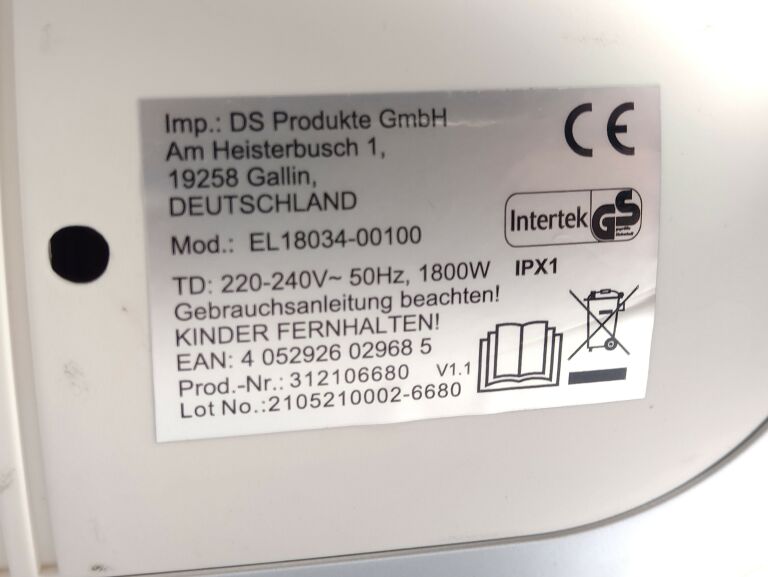 Imp.: DS Produkte GmbH
Am Heisterbusch 1,
19258 Gallin,
DEUTSCHLAND
Mod.: EL18034-00100
TD: 220-240V~ 50Hz, 1800W IPX1
Gebrauchsanleitung beachten!
KINDER FERNHALTEN!
EAN: 4 052926 02968 5
Prod.-Nr.: 312106680 V1.1
Lot No.:2105210002-6680
CE
Intertek GS